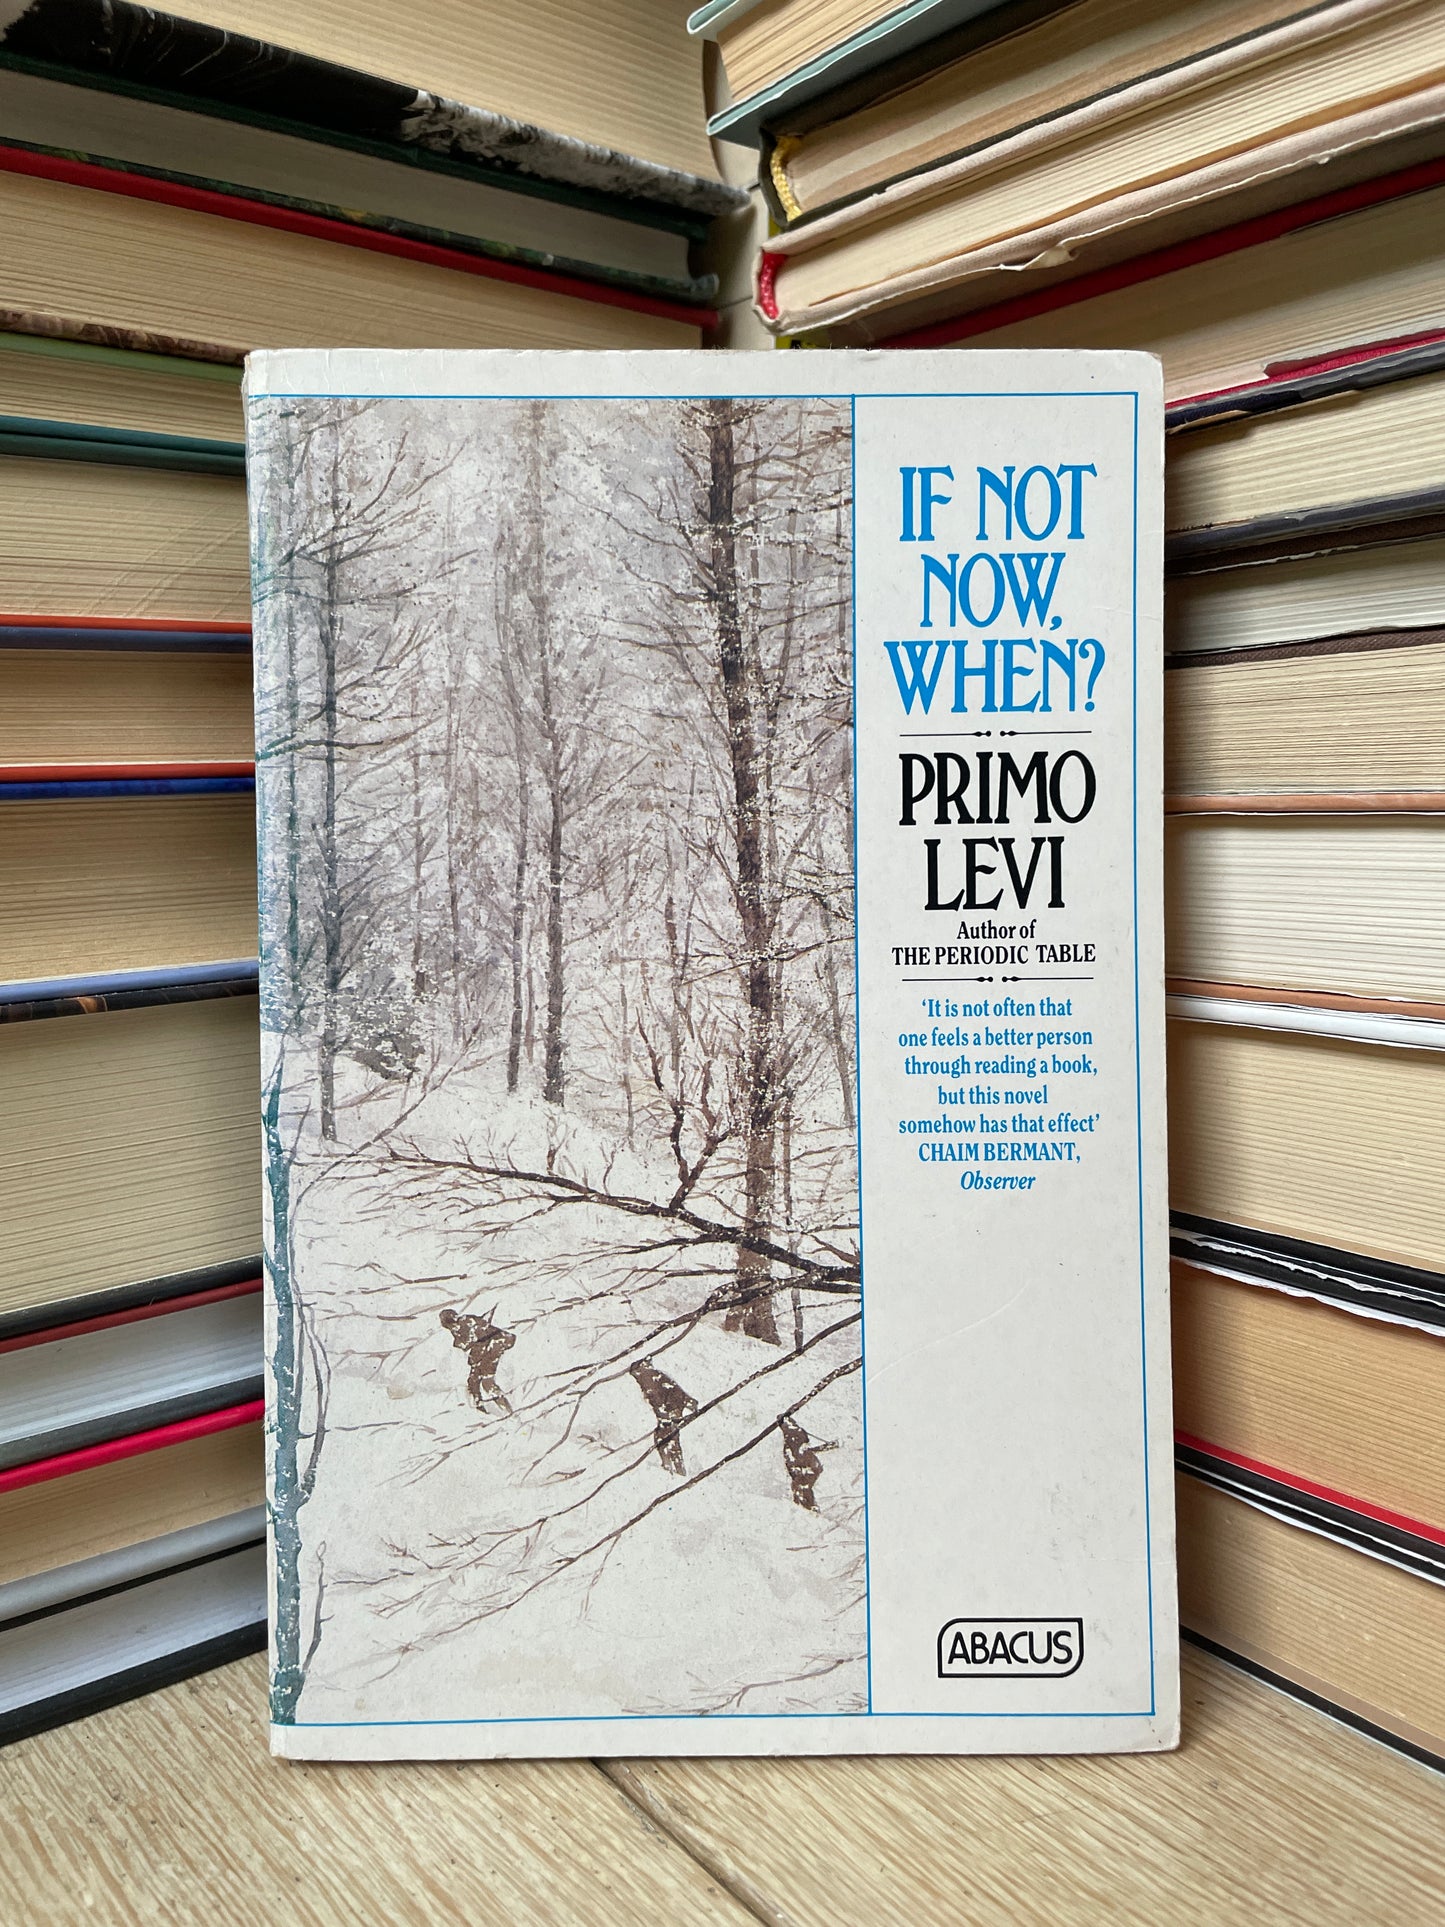 IF NOT
NOW,
WHEN?
PRIMO
LEVI
Author of
THE PERIODIC TABLE
‘It is not often that
one feels a better person
through reading a book,
but this novel
somehow has that effect’
CHAIM BERMANT,
Observer
ABACUS